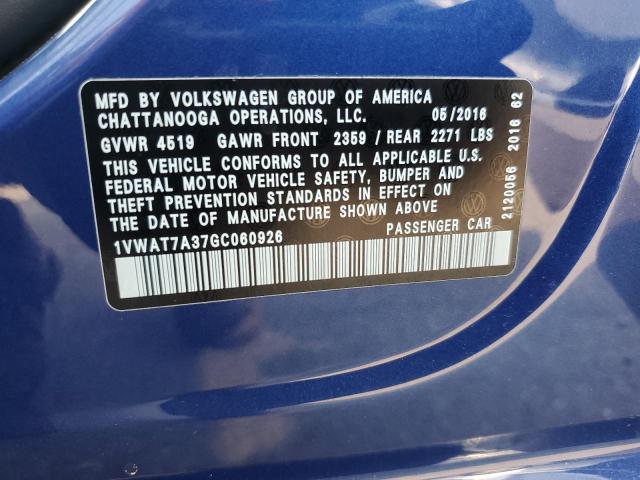 MFD BY VOLKSWAGEN GROUP OF AMERICA
CHATTANOOGA OPERATIONS, LLC. 05/2016
GVWR 4519 GAWR FRONT 2359 / REAR 2271 LBS
THIS VEHICLE CONFORMS TO ALL APPLICABLE U.S.
FEDERAL MOTOR VEHICLE SAFETY, BUMPER AND
THEFT PREVENTION STANDARDS IN EFFECT ON
THE DATE OF MANUFACTURE SHOWN ABOVE
1VWAT7A37GC060926 PASSENGER CAR
2120056 2016 62